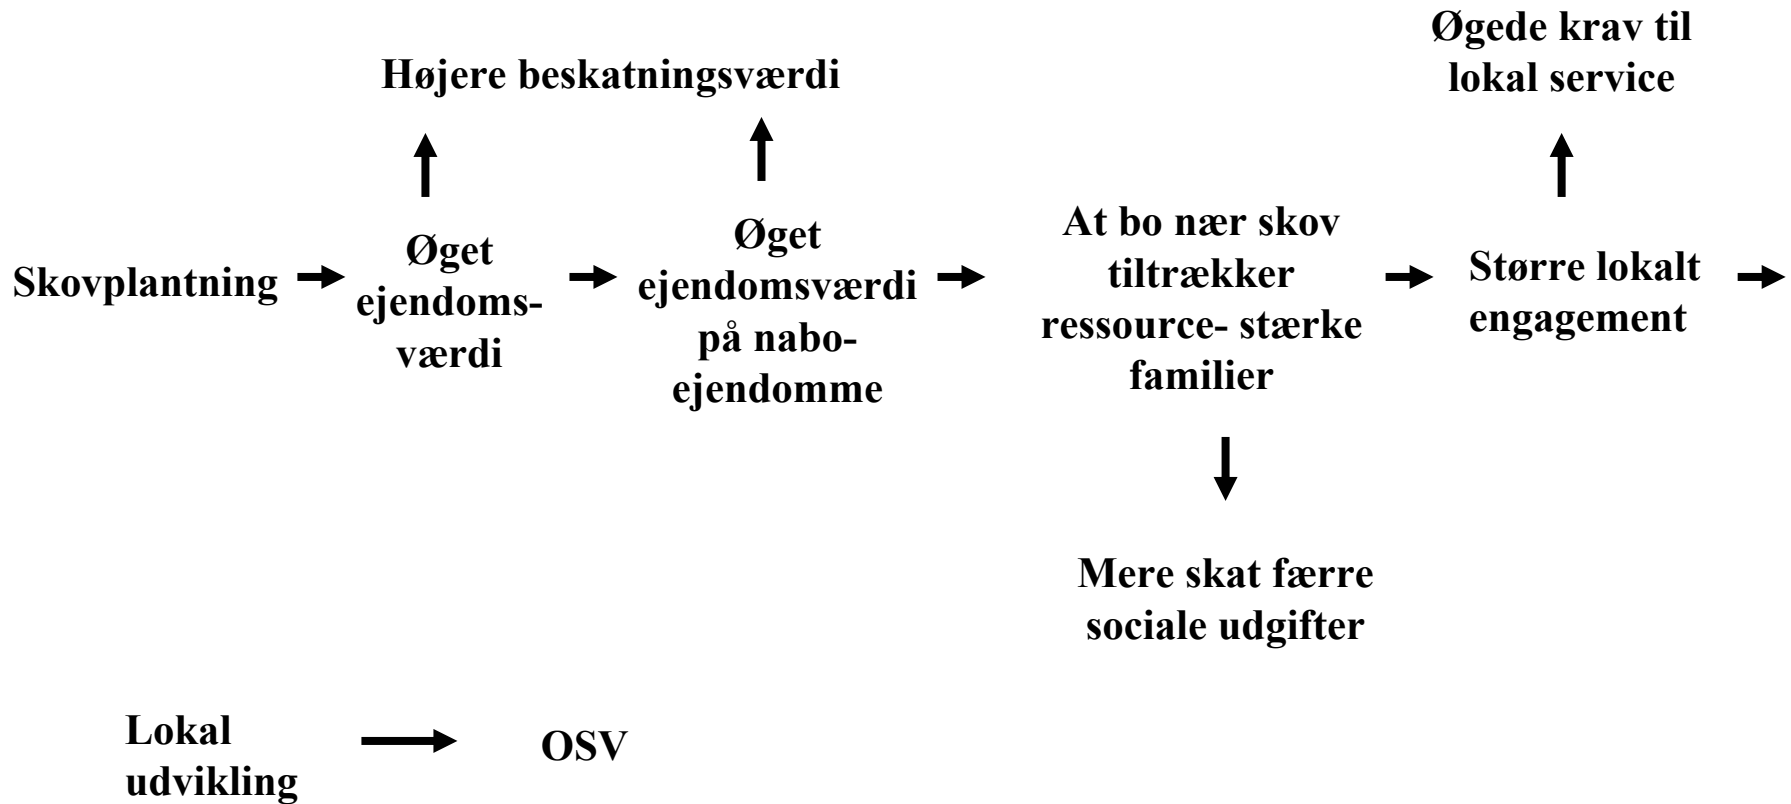 Højere beskatningsværdi
Øgede krav til
lokal service
Skovplantning
Øget
ejendoms-
værdi
Øget
ejendomsværdi
på nabo-
ejendomme
At bo nær skov
tiltrækker
ressource- stærke
familier
Større lokalt
engagement
Mere skat færre
sociale udgifter
Lokal
udvikling
OSV